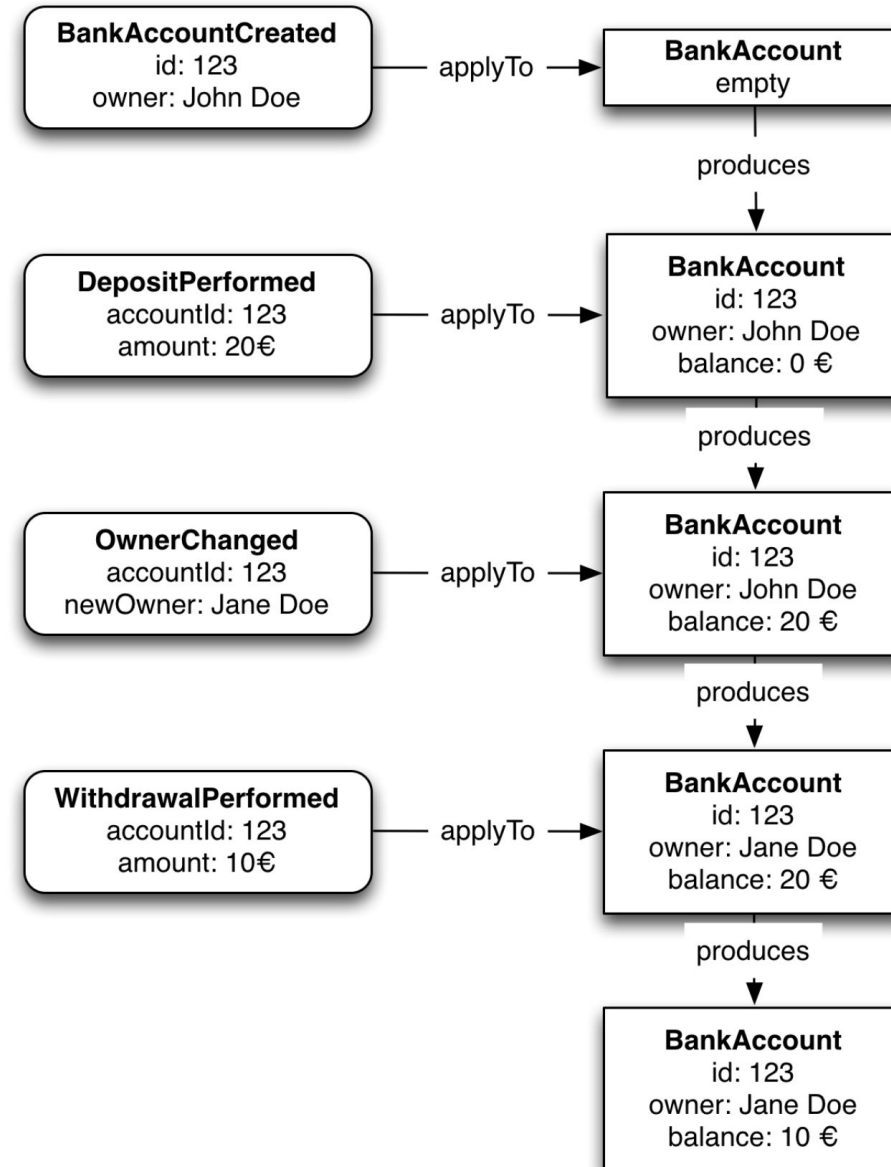 BankAccountCreated
id: 123
owner: John Doe
applyTo
BankAccount
empty
produces
DepositPerformed
accountId: 123
amount: 20€
applyTo
BankAccount
id: 123
owner: John Doe
balance: 0 €
produces
OwnerChanged
accountId: 123
newOwner: Jane Doe
applyTo
BankAccount
id: 123
owner: John Doe
balance: 20 €
produces
WithdrawalPerformed
accountId: 123
amount: 10€
applyTo
BankAccount
id: 123
owner: Jane Doe
balance: 20 €
produces
BankAccount
id: 123
owner: Jane Doe
balance: 10 €